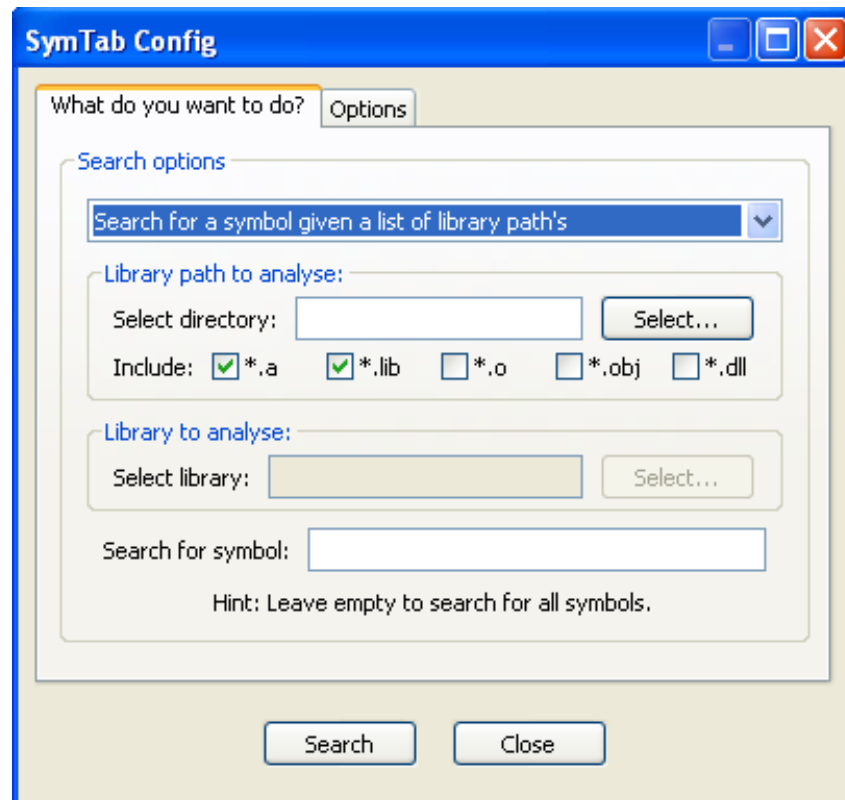 SymTab Config
What do you want to do? Options
Search options
Search for a symbol given a list of library path's
Library path to analyse:
Select directory: Select...
Include: *.a *.lib *.o *.obj *.dll
Library to analyse:
Select library: Select...
Search for symbol:
Hint: Leave empty to search for all symbols.
Search Close